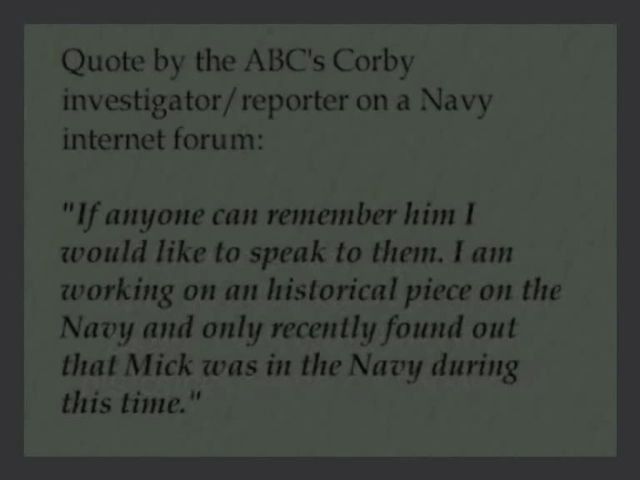 Quote by the ABC's Corby
investigator/reporter on a Navy
internet forum:
"If anyone can remember him I
would like to speak to them. I am
working on an historical piece on the
Navy and only recently found out
that Mick was in the Navy during
this time."